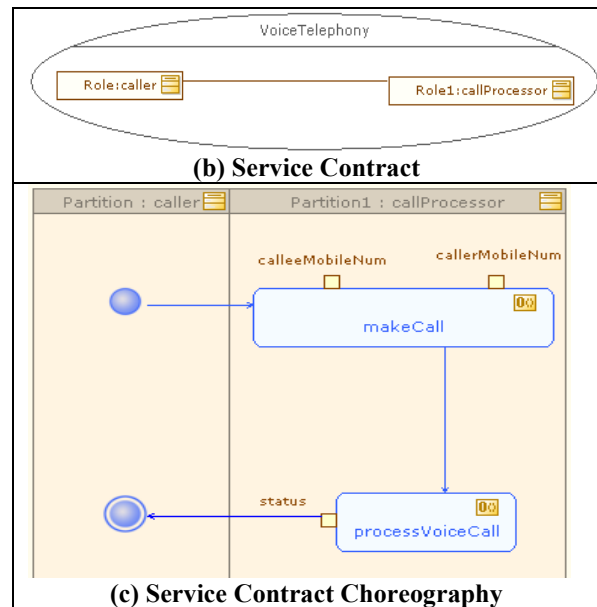 VoiceTelephony
Role:caller
Role1:callProcessor
(b) Service Contract
Partition : caller
Partition1 : callProcessor
calleeMobileNum
callerMobileNum
makeCall
status
processVoiceCall
(c) Service Contract Choreography